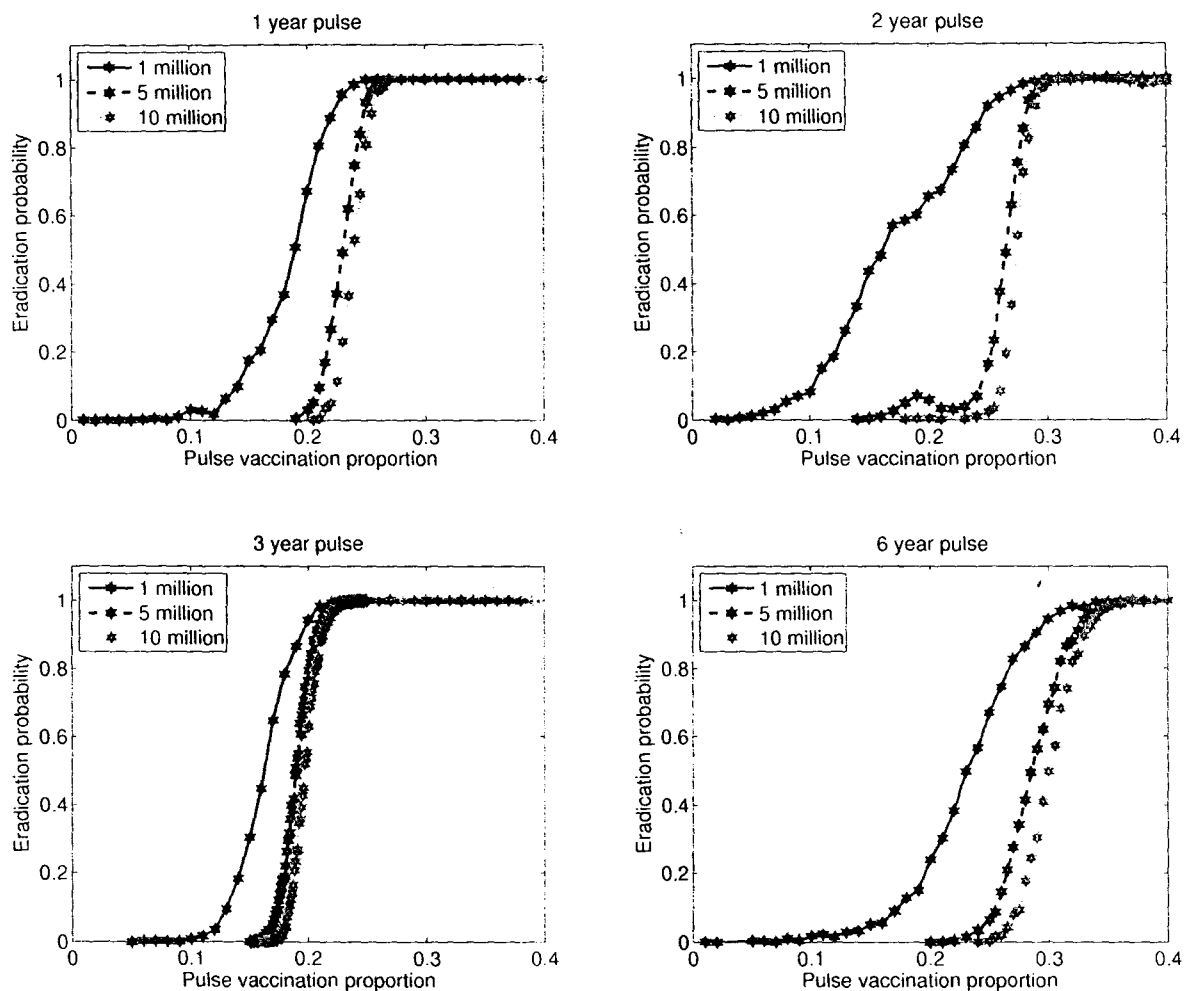 1 year pulse
1 million
5 million
10 million
Eradication probability
1
0.8
0.6
0.4
0.2
0
0
0.1
0.2
0.3
0.4
Pulse vaccination proportion
2 year pulse
1 million
5 million
10 million
Eradication probability
1
0.8
0.6
0.4
0.2
0
0
0.1
0.2
0.3
0.4
Pulse vaccination proportion
3 year pulse
1 million
5 million
10 million
Eradication probability
1
0.8
0.6
0.4
0.2
0
0
0.1
0.2
0.3
0.4
Pulse vaccination proportion
6 year pulse
1 million
5 million
10 million
Eradication probability
1
0.8
0.6
0.4
0.2
0
0
0.1
0.2
0.3
0.4
Pulse vaccination proportion